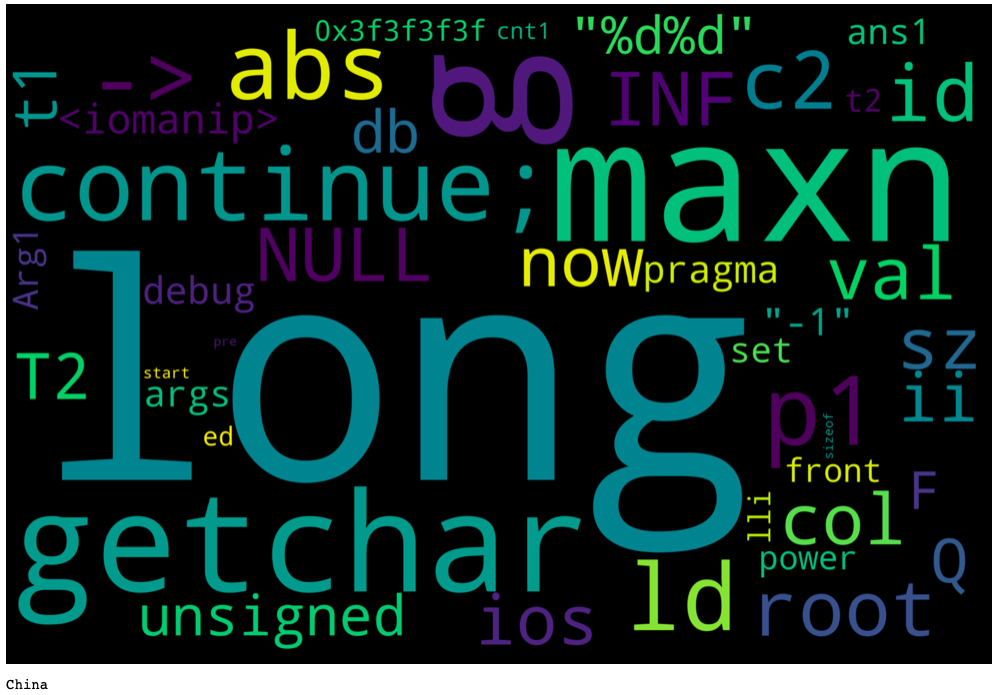 0x3f3f3f3f cnt1 "%d%d" ans1
t1 -> abs g INF c2 t2 id
<iomanip> db
continue; maxn
Arg1 NULL now pragma val
debug
long "-1"
pre set sz
T2 start args ii
ed p1 sizeof
front
getchar lli col F
power Q
unsigned ios ld root
China